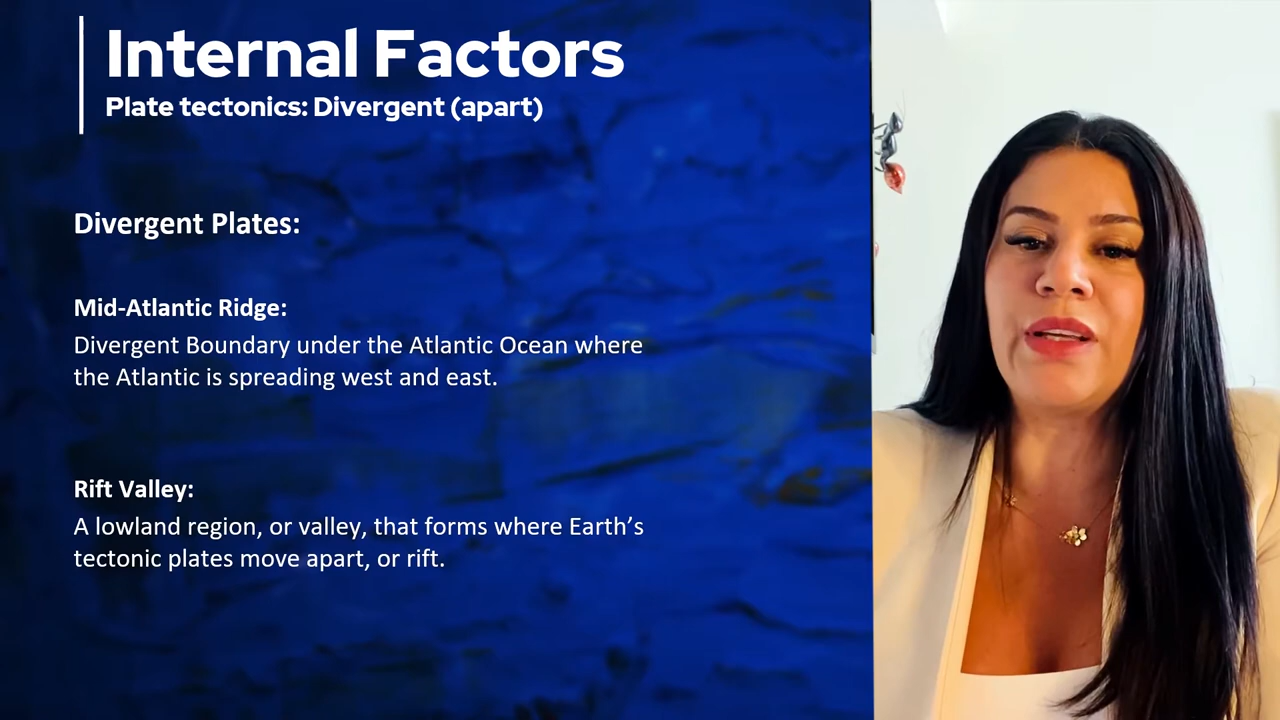 Internal Factors
Plate tectonics: Divergent (apart)
Divergent Plates:
Mid-Atlantic Ridge:
Divergent Boundary under the Atlantic Ocean where
the Atlantic is spreading west and east.
Rift Valley:
A lowland region, or valley, that forms where Earth’s
tectonic plates move apart, or rift.